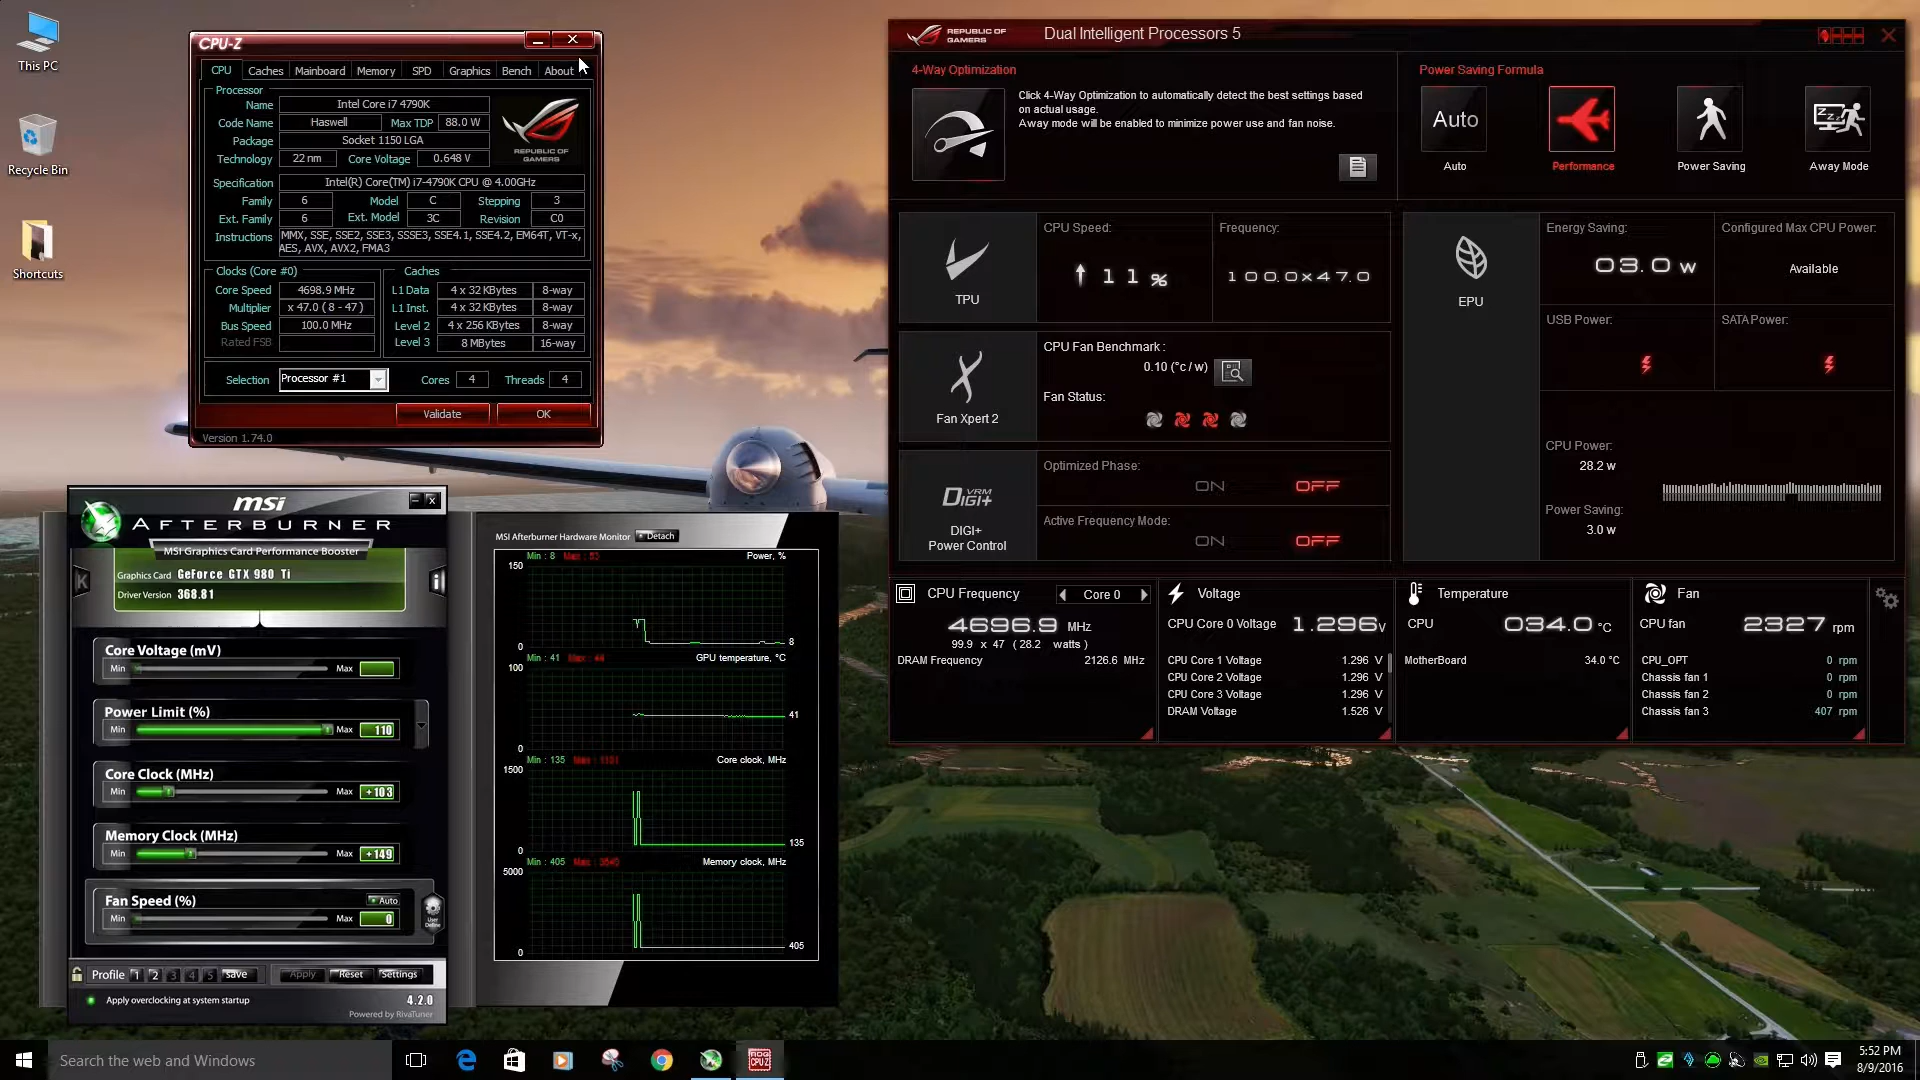 This PC
Recycle Bin
Shortcuts
CPU-Z
CPU
Caches
Mainboard
Memory
SPD
Graphics
Bench
About
Processor
Name
Intel Core i7 4790K
Code Name
Haswell
Max TDP
88.0 W
Package
Socket 1150 LGA
Technology
22 nm
Core Voltage
0.648 V
REPUBLIC OF
GAMERS
Specification
Intel(R) Core(TM) i7-4790K CPU @ 4.00GHz
Family
6
Model
C
Stepping
3
Ext. Family
6
Ext. Model
3C
Revision
C0
Instructions
MMX, SSE, SSE2, SSE3, SSSE3, SSE4.1, SSE4.2, EM64T, VT-x,
AES, AVX, AVX2, FMA3
Clocks (Core #0)
Core Speed
4698.9 MHz
Multiplier
x 47.0 ( 8 - 47 )
Bus Speed
100.0 MHz
Rated FSB
Caches
L1 Data
4 x 32 KBytes
8-way
L1 Inst.
4 x 32 KBytes
8-way
Level 2
4 x 256 KBytes
8-way
Level 3
8 MBytes
16-way
Selection
Processor #1
Cores
4
Threads
4
Validate
OK
Version 1.74.0
REPUBLIC OF
GAMERS
Dual Intelligent Processors 5
4-Way Optimization
Click 4-Way Optimization to automatically detect the best settings based
on actual usage.
Away mode will be enabled to minimize power use and fan noise.
Power Saving Formula
Auto
Auto
Performance
Power Saving
Away Mode
TPU
CPU Speed:
11 %
Frequency:
100.0x47.0
Fan Xpert 2
CPU Fan Benchmark :
0.10 (°c / w)
Fan Status:
VRM
DIGI+
DIGI+
Power Control
Optimized Phase:
ON
OFF
Active Frequency Mode:
ON
OFF
EPU
Energy Saving:
03.0 w
Configured Max CPU Power:
Available
USB Power:
SATA Power:
CPU Power:
28.2 w
Power Saving:
3.0 w
CPU Frequency
Core 0
4696.9 MHz
99.9 x 47 ( 28.2 watts )
DRAM Frequency
2126.6 MHz
Voltage
CPU Core 0 Voltage
1.296 V
CPU Core 1 Voltage
1.296 V
CPU Core 2 Voltage
1.296 V
CPU Core 3 Voltage
1.296 V
DRAM Voltage
1.526 V
Temperature
CPU
034.0 °C
MotherBoard
34.0 °C
Fan
CPU fan
2327 rpm
CPU_OPT
0 rpm
Chassis fan 1
0 rpm
Chassis fan 2
0 rpm
Chassis fan 3
407 rpm
msi
AFTERBURNER
MSI Graphics Card Performance Booster
K
i
Graphics Card GeForce GTX 980 Ti
Driver Version 368.81
Core Voltage (mV)
Min
Max
Power Limit (%)
Min
Max
110
Core Clock (MHz)
Min
Max
+103
Memory Clock (MHz)
Min
Max
+149
Fan Speed (%)
Auto
Min
Max
0
User
Define
Profile
1
2
3
4
5
save
Apply
Reset
Settings
Apply overclocking at system startup
4.2.0
Powered by RivaTuner
MSI Afterburner Hardware Monitor
Detach
Min : 8
Power, %
150
0
8
Min : 41
GPU temperature, °C
100
0
41
Min : 135
Core clock, MHz
1500
0
135
Min : 405
Memory clock, MHz
5000
0
405
Search the web and Windows
ROG
CPU-Z
5:52 PM
8/9/2016